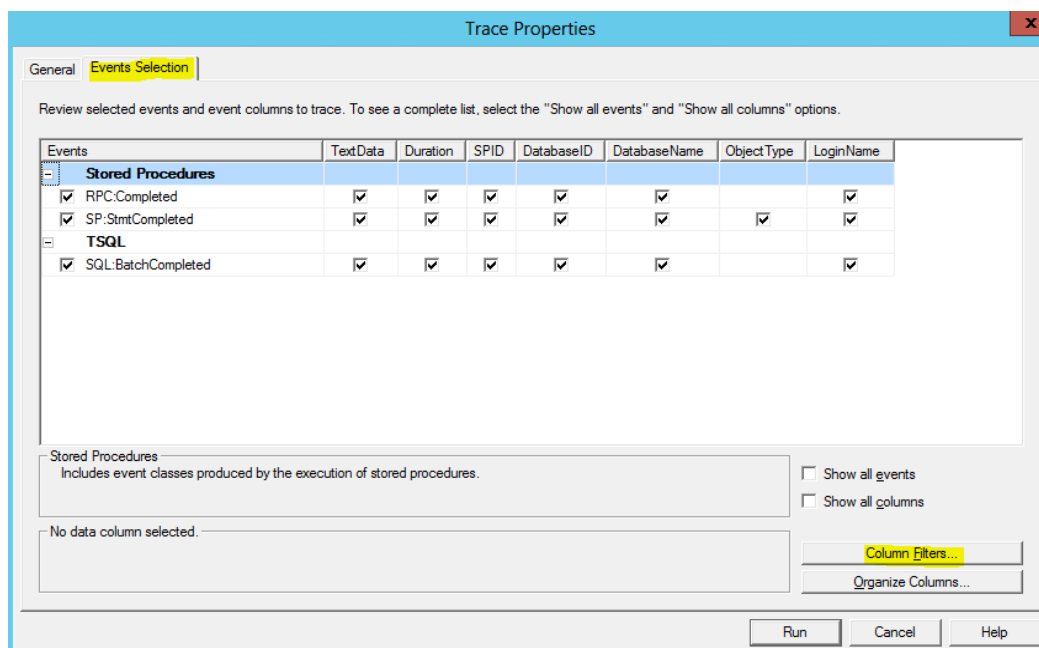 Trace Properties
x
General Events Selection
Review selected events and event columns to trace. To see a complete list, select the "Show all events" and "Show all columns" options.
Events TextData Duration SPID DatabaseID DatabaseName ObjectType LoginName
Stored Procedures
RPC:Completed
SP:StmtCompleted
TSQL
SQL:BatchCompleted
Stored Procedures
Includes event classes produced by the execution of stored procedures.
Show all events
Show all columns
No data column selected.
Column Filters...
Organize Columns...
Run Cancel Help